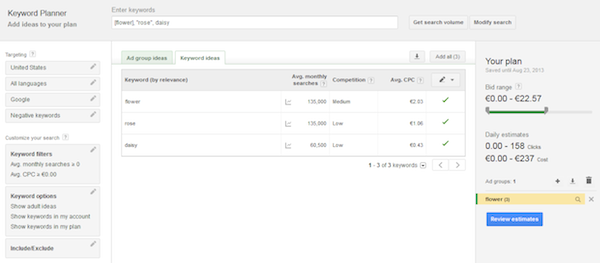 Keyword Planner
Add ideas to your plan
Enter keywords
[flower], "rose", daisy
Get search volume
Modify search
Targeting ?
United States
All languages
Google
Negative keywords
Customize your search ?
Keyword filters
Avg. monthly searches ≥ 0
Avg. CPC ≥ €0.00
Keyword options
Show adult ideas
Show keywords in my account
Show keywords in my plan
Include/Exclude
Ad group ideas
Keyword ideas
Add all (3)
Keyword (by relevance)
Avg. monthly searches ?
Competition ?
Avg. CPC ?
flower 135,000 Medium €2.03
rose 135,000 Low €1.06
daisy 60,500 Low €0.43
1 - 3 of 3 keywords
Your plan
Saved until Aug 23, 2013
Bid range ?
€0.00 - €22.57
Daily estimates
0.00 - 158 Clicks
€0.00 - €237 Cost
Ad groups: 1
flower (3)
Review estimates